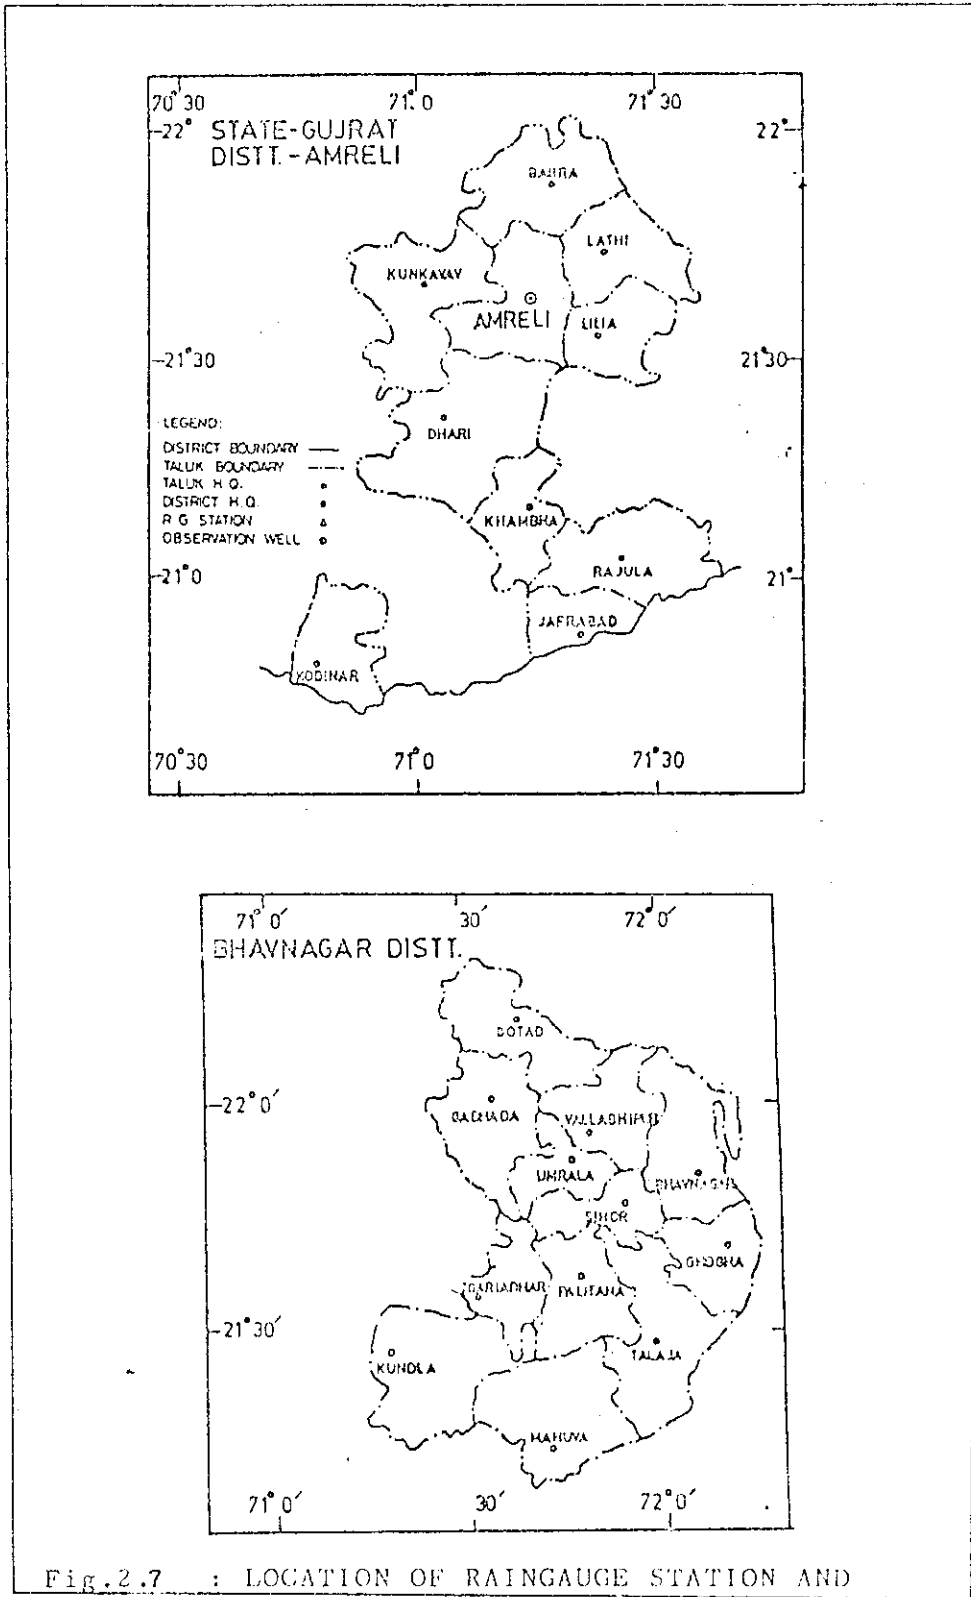 70°30
71°0
71°30
22°
STATE-GUJRAT
22°
DISTT.-AMRELI
BABRA
LATHI
KUNKAVAV
AMRELI
LILIA
21°30
21°30
LEGEND:
DHARI
DISTRICT BOUNDARY
TALUK BOUNDARY
TALUK H.Q.
DISTRICT H.Q.
R G STATION
OBSERVATION WELL
KHAMBHA
RAJULA
21°0
21°
JAFRABAD
KODINAR
70°30
71°0
71°30
71°0′
30′
72°0′
BHAVNAGAR DISTT.
BOTAD
22°0′
GADHADA
VALLABHIPUR
UMRALA
BHAVNAGAR
SIHOR
GHOGHA
GARIADHAR
PALITANA
21°30′
TALAJA
KUNDLA
MAHUVA
71°0′
30′
72°0′
Fig.2.7 : LOCATION OF RAINGAUGE STATION AND